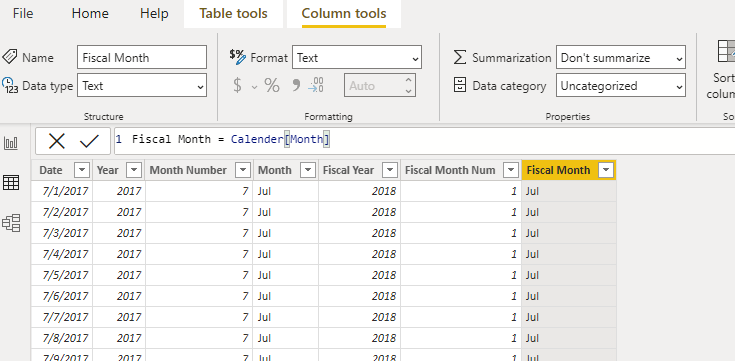 File Home Help Table tools Column tools
Name Fiscal Month $% Format Text Summarization Don't summarize Sort
Data type Text $ % 9 .00 Auto Data category Uncategorized colum
Structure Formatting Properties So
1 Fiscal Month = Calender[Month]
Date Year Month Number Month Fiscal Year Fiscal Month Num Fiscal Month
7/1/2017 2017 7 Jul 2018 1 Jul
7/2/2017 2017 7 Jul 2018 1 Jul
7/3/2017 2017 7 Jul 2018 1 Jul
7/4/2017 2017 7 Jul 2018 1 Jul
7/5/2017 2017 7 Jul 2018 1 Jul
7/6/2017 2017 7 Jul 2018 1 Jul
7/7/2017 2017 7 Jul 2018 1 Jul
7/8/2017 2017 7 Jul 2018 1 Jul
7/9/2017 2017 7 Jul 2018 1 Jul